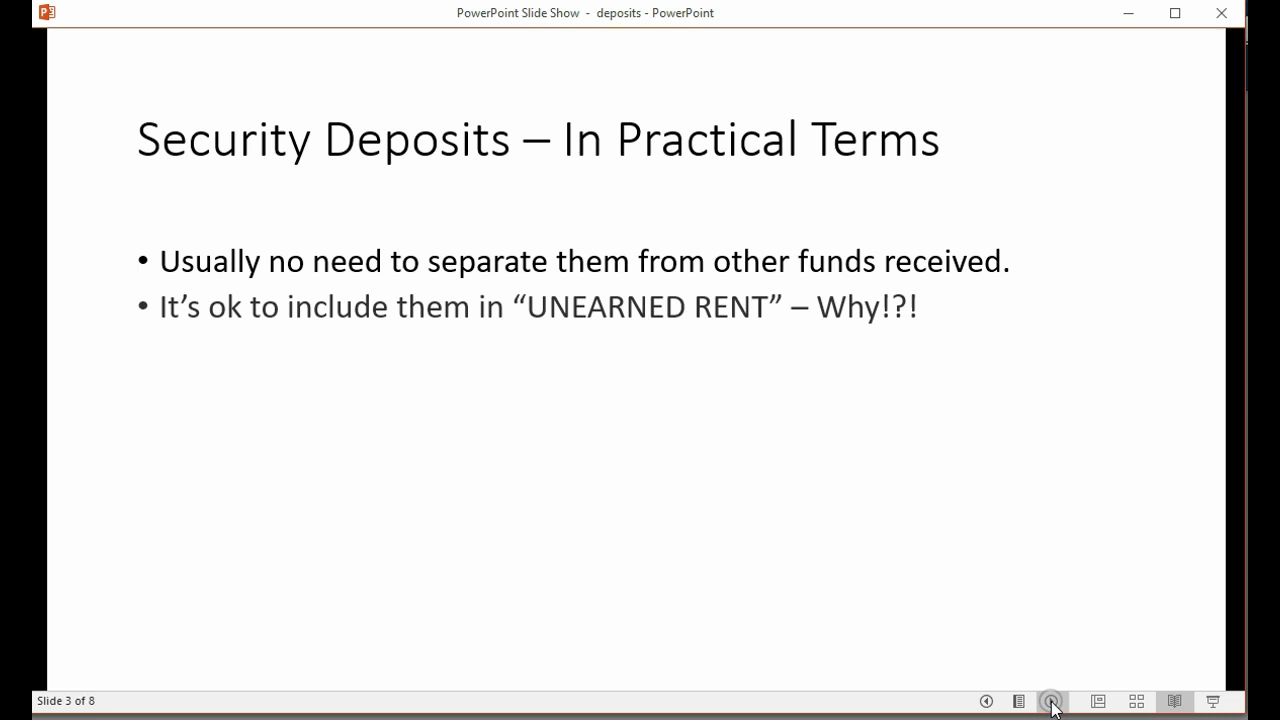 PowerPoint Slide Show - deposits - PowerPoint
Security Deposits – In Practical Terms
• Usually no need to separate them from other funds received.
• It’s ok to include them in “UNEARNED RENT” – Why!?!
Slide 3 of 8